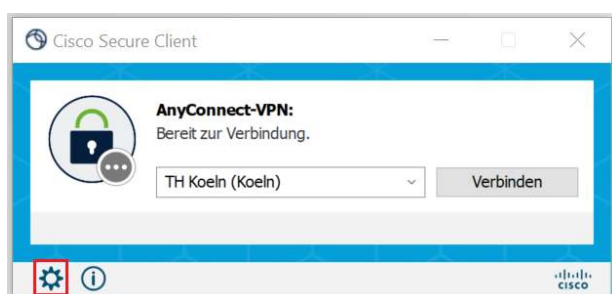 Cisco Secure Client
AnyConnect-VPN:
Bereit zur Verbindung.
TH Koeln (Koeln)
Verbinden
cisco